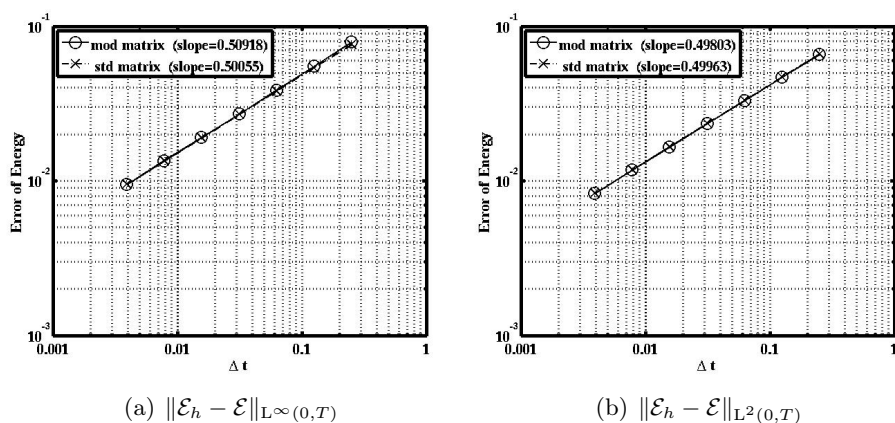 10⁻¹
mod matrix (slope=0.50918)
std matrix (slope=0.50055)
Error of Energy
10⁻²
10⁻³
0.001 0.01 0.1 1
Δ t
(a) ‖ℰ_h − ℰ‖_{L^∞(0,T)}
10⁻¹
mod matrix (slope=0.49803)
std matrix (slope=0.49963)
Error of Energy
10⁻²
10⁻³
0.001 0.01 0.1 1
Δ t
(b) ‖ℰ_h − ℰ‖_{L²(0,T)}